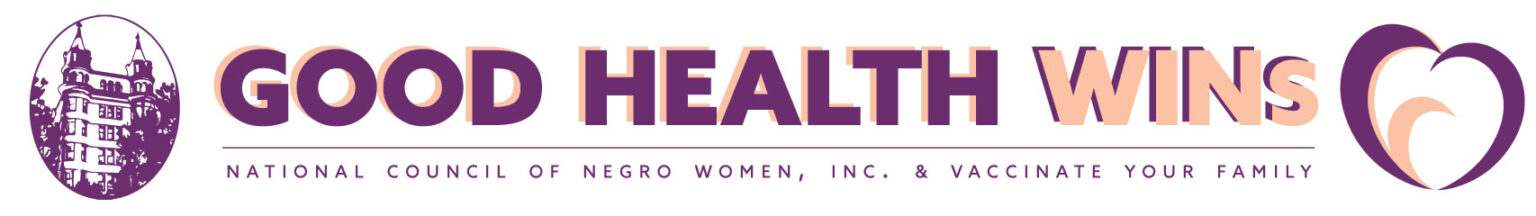 GOOD HEALTH WINs
NATIONAL COUNCIL OF NEGRO WOMEN, INC. & VACCINATE YOUR FAMILY